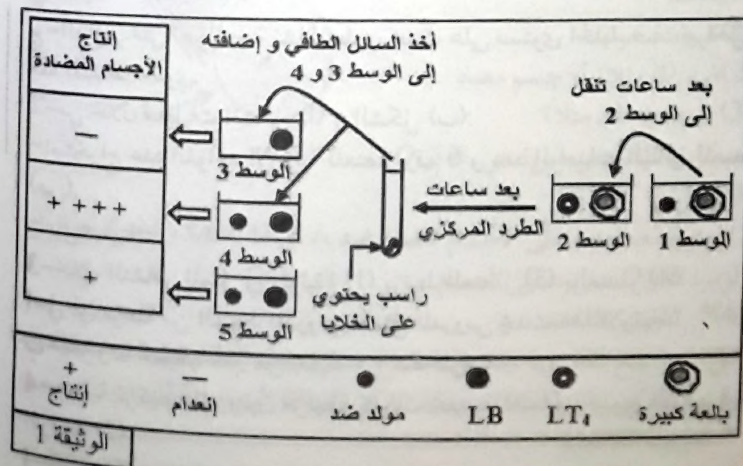 إنتاج
الأجسام المضادة
أخذ السائل الطافي و إضافته
إلى الوسط 3 و 4
بعد ساعات تنقل
إلى الوسط 2
—
الوسط 3
++++
الوسط 4
+
الوسط 5
بعد ساعات
الطرد المركزي
الوسط 2
الوسط 1
راسب يحتوي
على الخلايا
+
إنتاج
—
إنعدام
مولد ضد
LB
LT4
بالعة كبيرة
الوثيقة 1